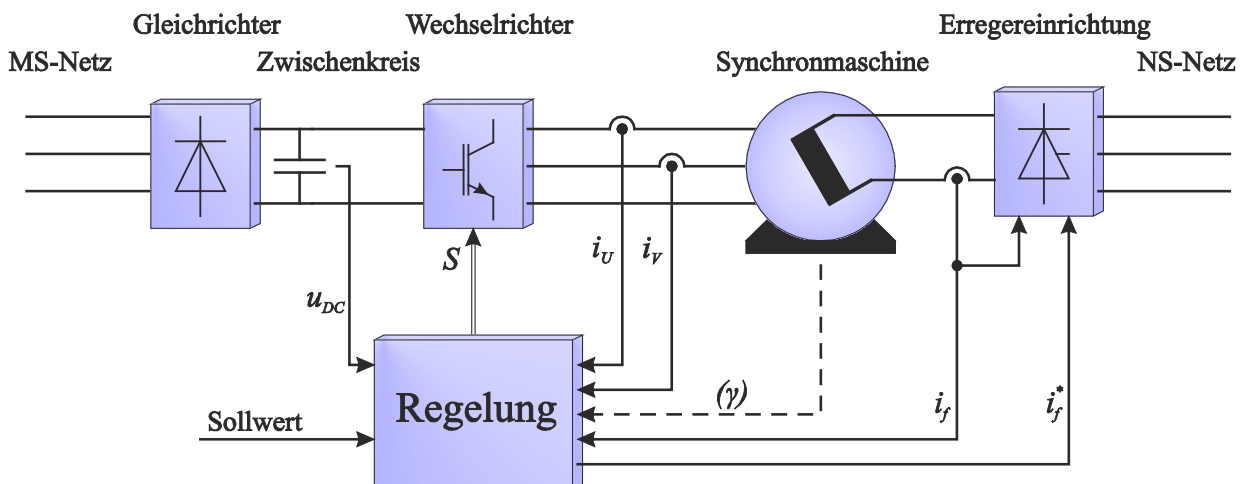 Gleichrichter
Wechselrichter
Erregereinrichtung
MS-Netz
Zwischenkreis
Synchronmaschine
NS-Netz
S
i_U
i_V
u_DC
Regelung
(γ)
i_f
i_f^*
Sollwert